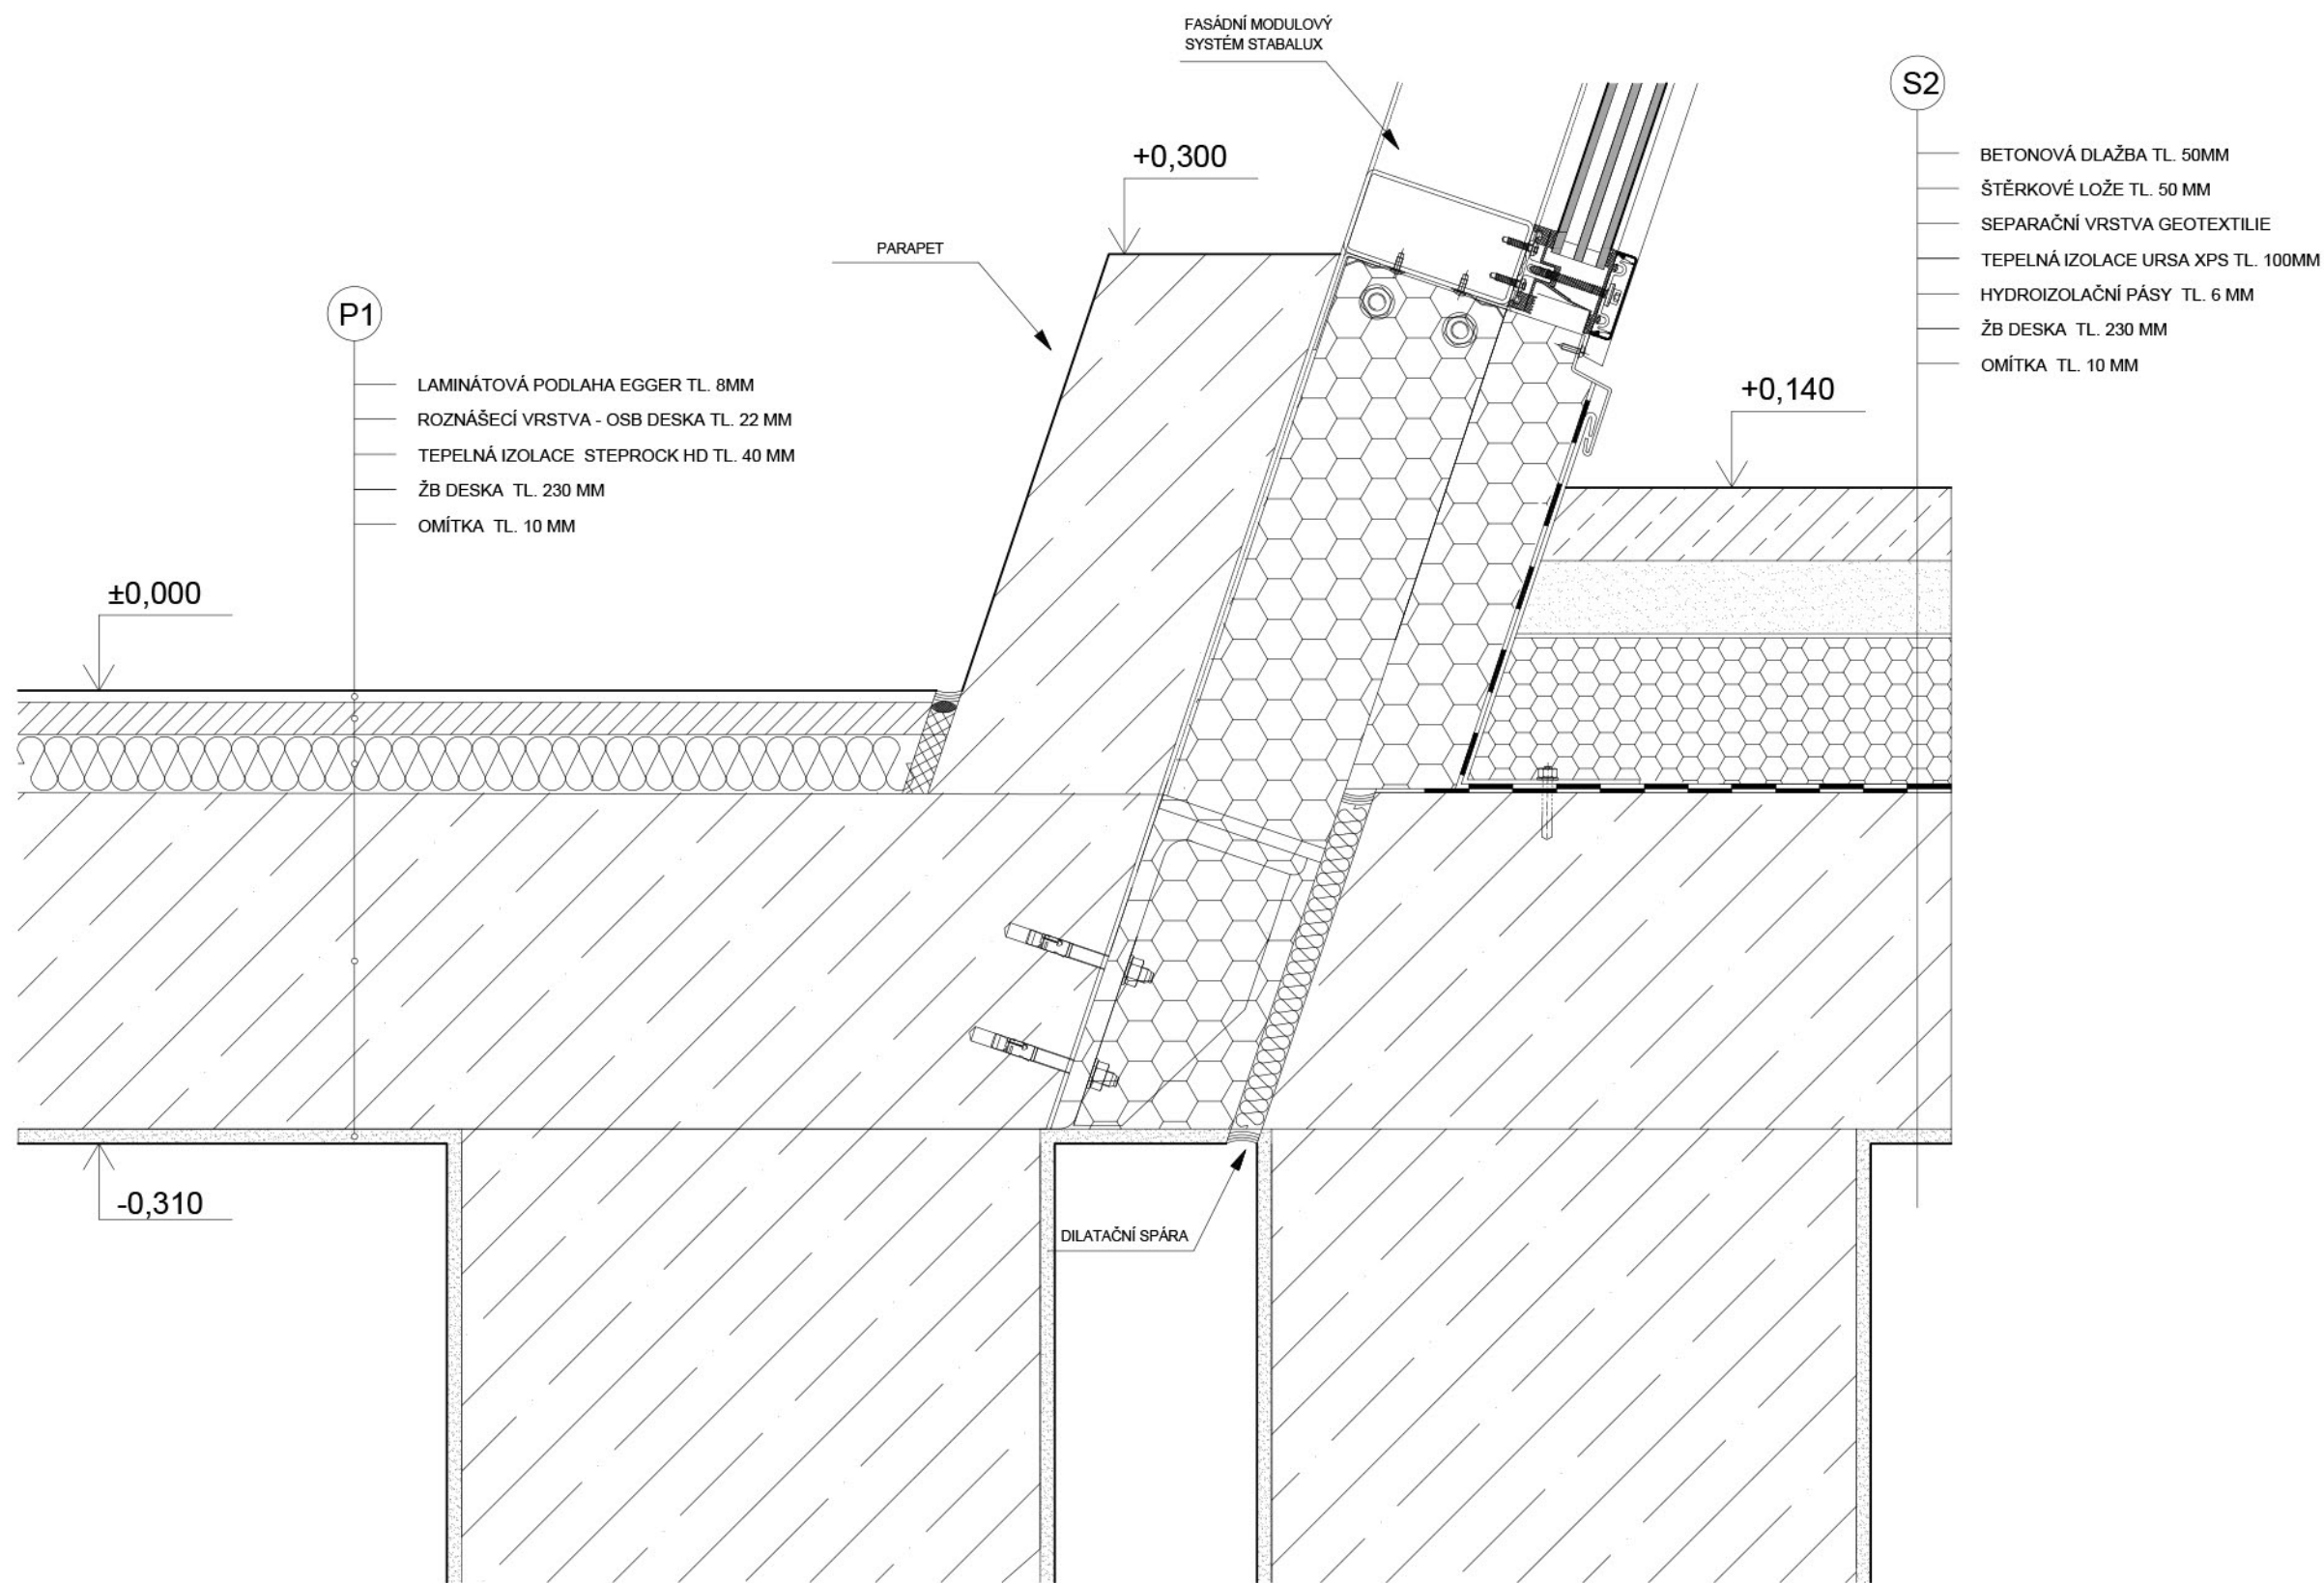 FASÁDNÍ MODULOVÝ
SYSTÉM STABALUX
S2
BETONOVÁ DLAŽBA TL. 50MM
ŠTĚRKOVÉ LOŽE TL. 50 MM
SEPARAČNÍ VRSTVA GEOTEXTILIE
TEPELNÁ IZOLACE URSA XPS TL. 100MM
HYDROIZOLAČNÍ PÁSY TL. 6 MM
ŽB DESKA TL. 230 MM
OMÍTKA TL. 10 MM
+0,300
PARAPET
+0,140
P1
LAMINÁTOVÁ PODLAHA EGGER TL. 8MM
ROZNÁŠECÍ VRSTVA - OSB DESKA TL. 22 MM
TEPELNÁ IZOLACE STEPROCK HD TL. 40 MM
ŽB DESKA TL. 230 MM
OMÍTKA TL. 10 MM
±0,000
-0,310
DILATAČNÍ SPÁRA